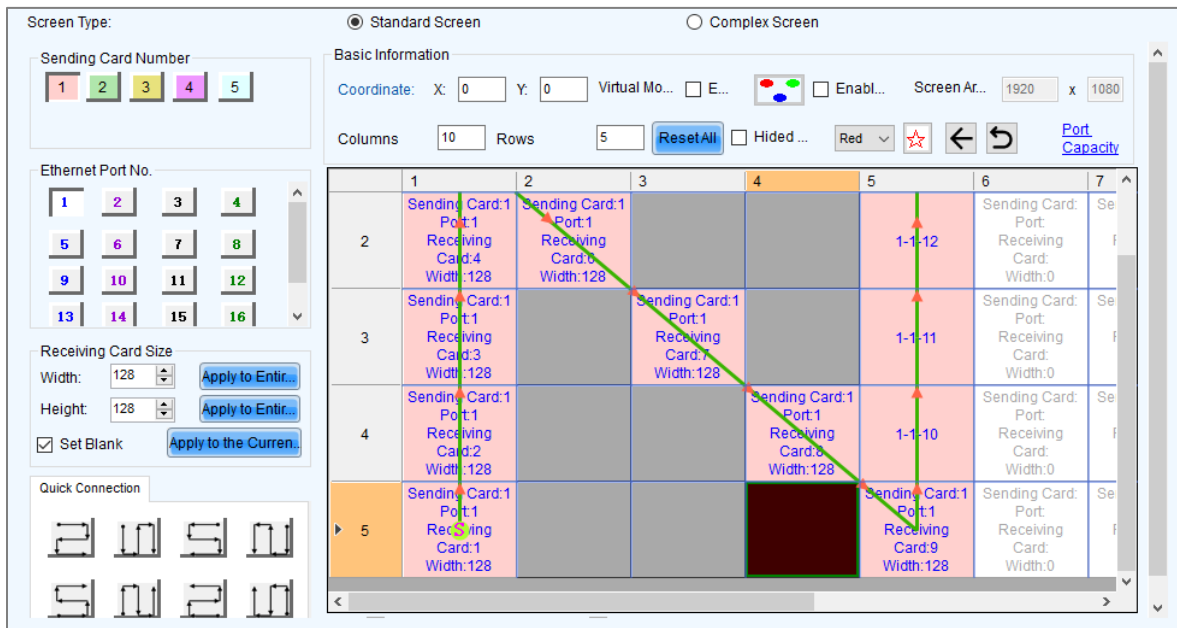 Screen Type:
Standard Screen
Complex Screen
Sending Card Number
1 2 3 4 5
Ethernet Port No.
1 2 3 4
5 6 7 8
9 10 11 12
13 14 15 16
Receiving Card Size
Width: 128 Apply to Entir...
Height: 128 Apply to Entir...
Set Blank Apply to the Curren..
Quick Connection
Basic Information
Coordinate: X: 0 Y: 0 Virtual Mo... E... Enabl... Screen Ar... 1920 x 1080
Columns 10 Rows 5 Reset All Hided ... Red Port
Capacity
1 2 3 4 5 6 7
2
Sending Card:1
Port:1
Receiving
Card:4
Width:128
Sending Card:1
Port:1
Receiving
Card:6
Width:128
1-1-12
Sending Card:
Port:
Receiving
Card:
Width:0
Se
3
Sending Card:1
Port:1
Receiving
Card:3
Width:128
Sending Card:1
Port:1
Receiving
Card:7
Width:128
1-1-11
Sending Card:
Port:
Receiving
Card:
Width:0
Se
4
Sending Card:1
Port:1
Receiving
Card:2
Width:128
Sending Card:1
Port:1
Receiving
Card:8
Width:128
1-1-10
Sending Card:
Port:
Receiving
Card:
Width:0
Se
5
Sending Card:1
Port:1
Receiving
Card:1
Width:128
S
Sending Card:1
Port:1
Receiving
Card:9
Width:128
Sending Card:
Port:
Receiving
Card:
Width:0
Se